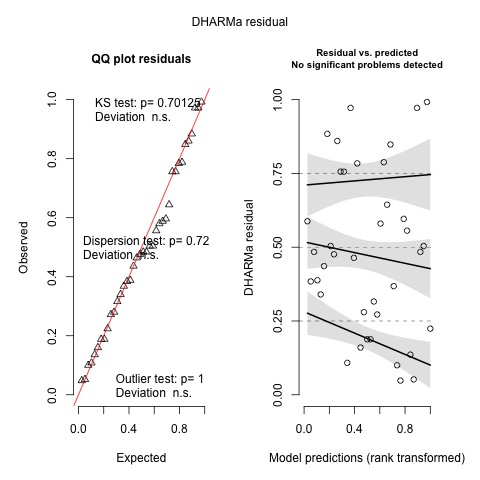 DHARMa residual
QQ plot residuals
KS test: p= 0.70125
Deviation n.s.
Dispersion test: p= 0.72
Deviation n.s.
Outlier test: p= 1
Deviation n.s.
Observed
0.0 0.2 0.4 0.6 0.8 1.0
0.0 0.4 0.8
Expected
Residual vs. predicted
No significant problems detected
DHARMa residual
0.00 0.25 0.50 0.75 1.00
0.0 0.4 0.8
Model predictions (rank transformed)